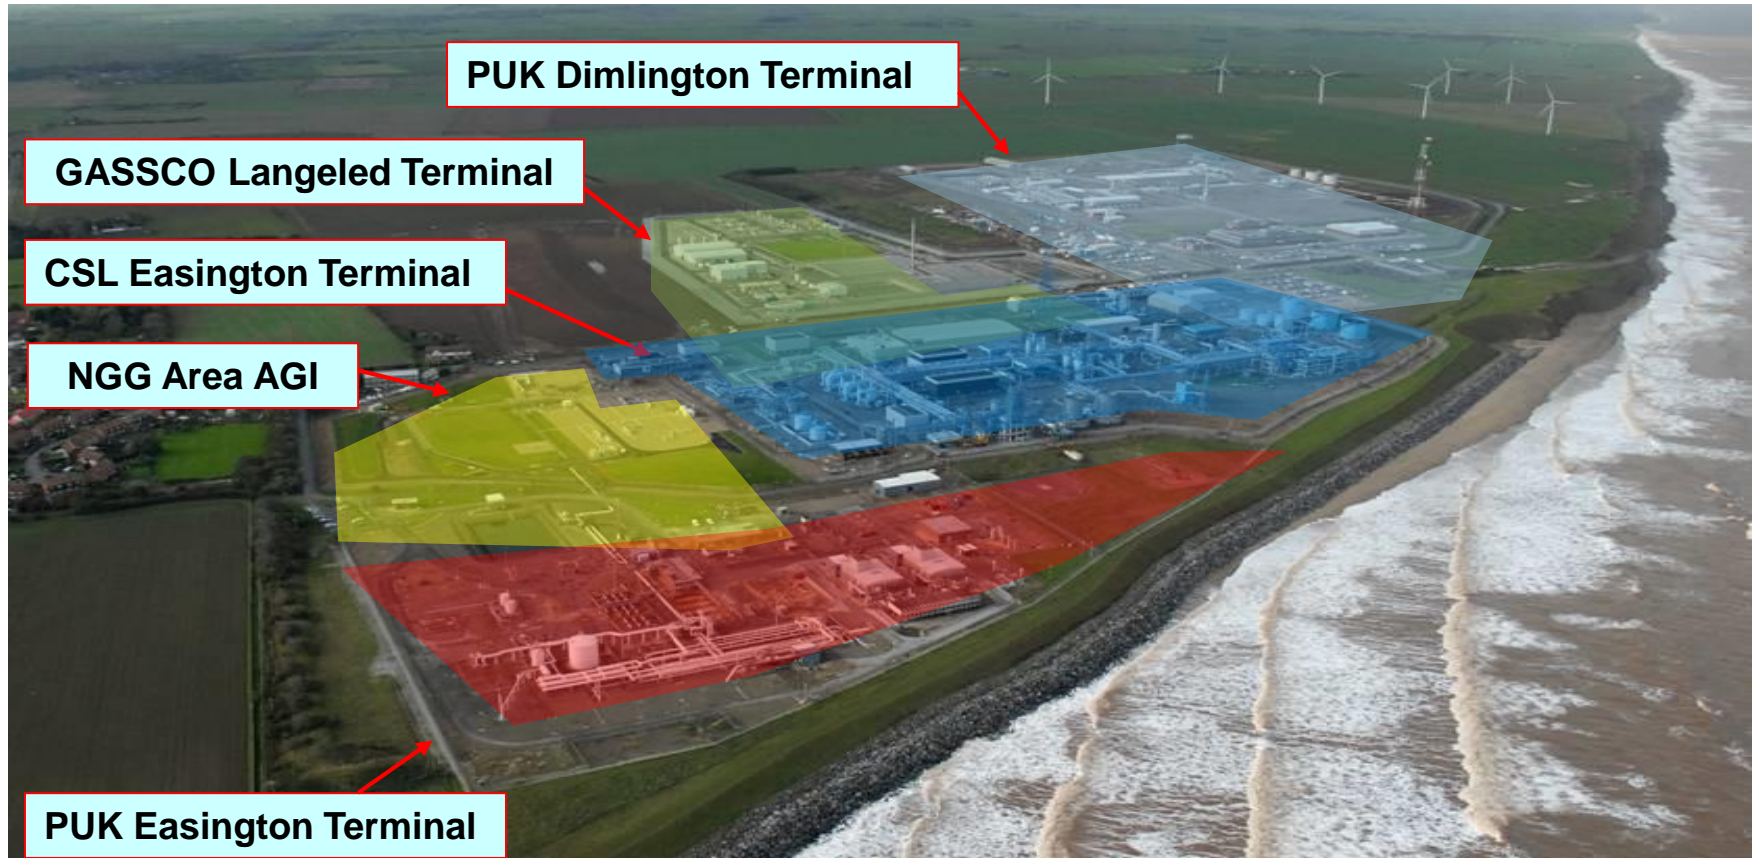 PUK Dimlington Terminal
GASSCO Langeled Terminal
CSL Easington Terminal
NGG Area AGI
PUK Easington Terminal